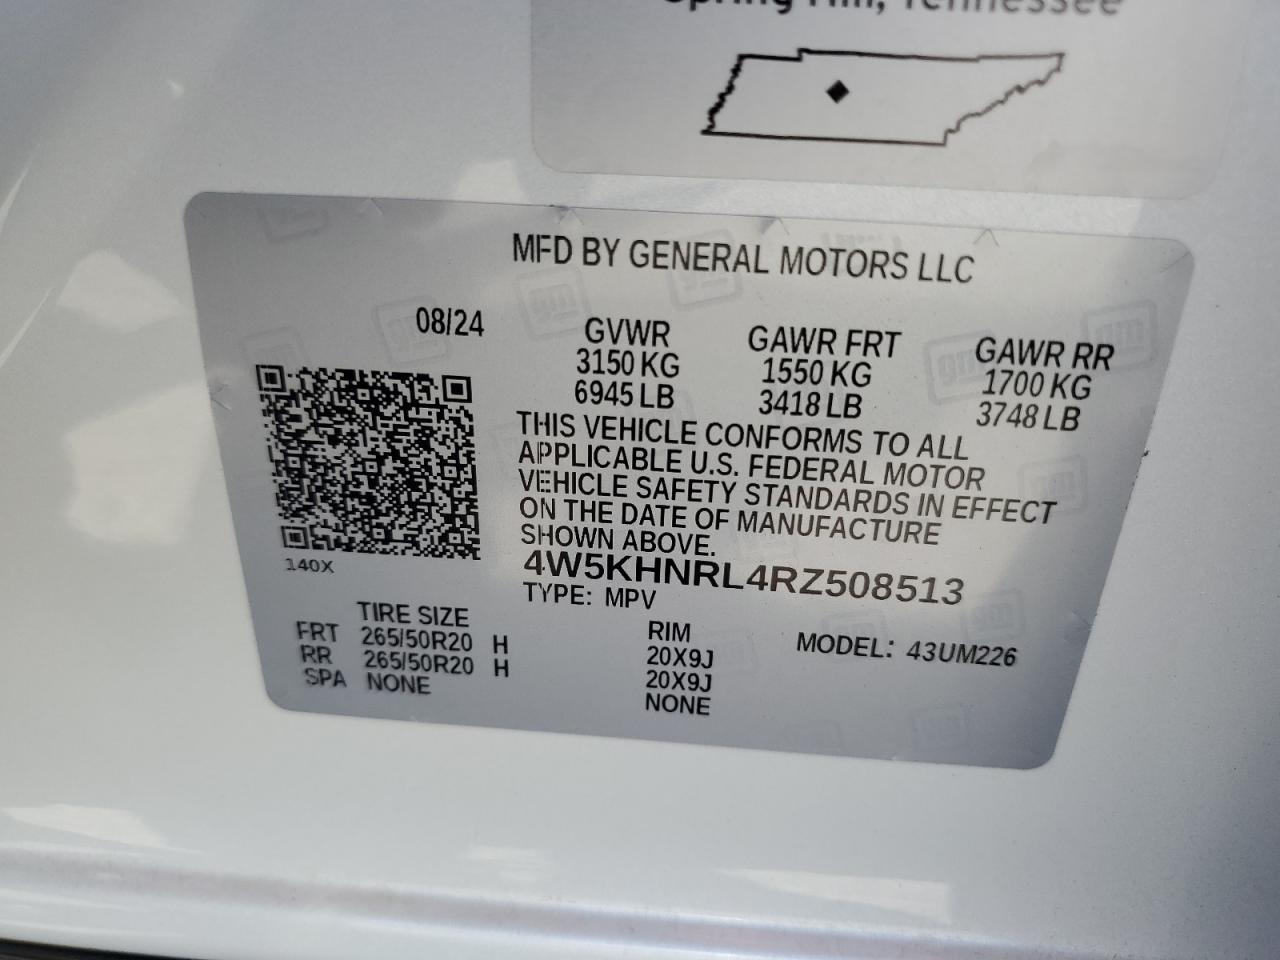 Spring Hill, Tennessee
MFD BY GENERAL MOTORS LLC
08/24
GVWR GAWR FRT GAWR RR
3150 KG 1550 KG 1700 KG
6945 LB 3418 LB 3748 LB
THIS VEHICLE CONFORMS TO ALL
APPLICABLE U.S. FEDERAL MOTOR
VEHICLE SAFETY STANDARDS IN EFFECT
ON THE DATE OF MANUFACTURE
SHOWN ABOVE.
4W5KHNRL4RZ508513
140X
TYPE: MPV
MODEL: 43UM226
TIRE SIZE RIM
FRT 265/50R20 H 20X9J
RR 265/50R20 H 20X9J
SPA NONE NONE